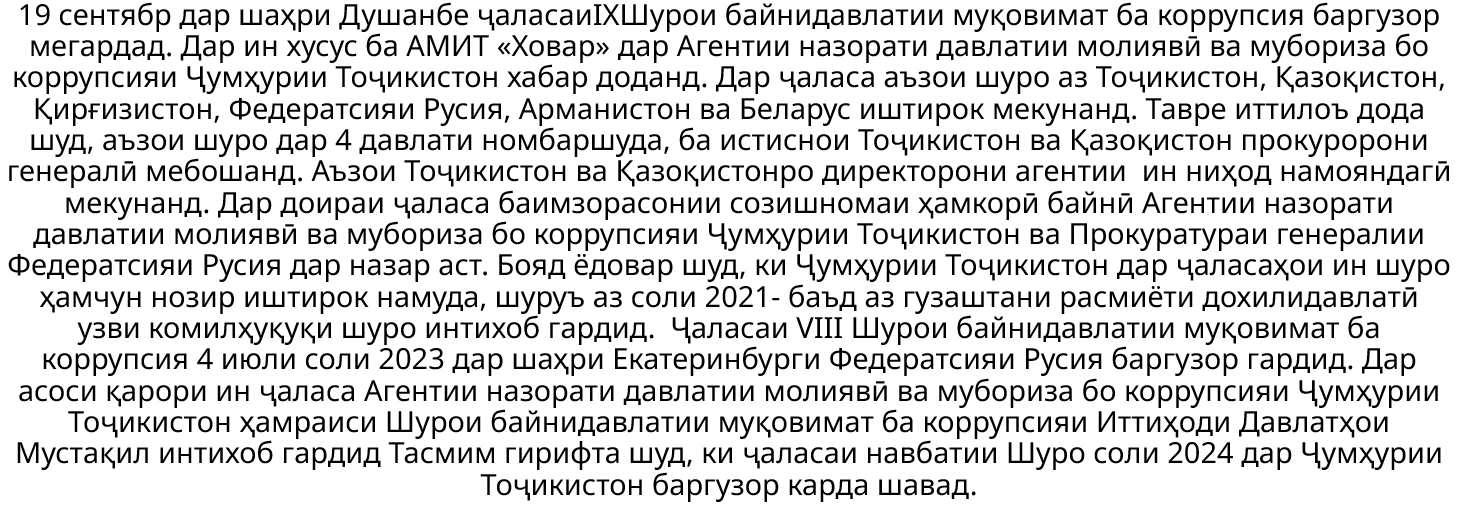 19 сентябр дар шаҳри Душанбе ҷаласаиIXШурои байнидавлатии муқовимат ба коррупсия баргузор
мегардад. Дар ин хусус ба АМИТ «Ховар» дар Агентии назорати давлатии молиявӣ ва мубориза бо
коррупсияи Ҷумҳурии Тоҷикистон хабар доданд. Дар ҷаласа аъзои шуро аз Тоҷикистон, Қазоқистон,
Қирғизистон, Федератсияи Русия, Арманистон ва Беларус иштирок мекунанд. Тавре иттилоъ дода
шуд, аъзои шуро дар 4 давлати номбаршуда, ба истиснои Тоҷикистон ва Қазоқистон прокуророни
генералӣ мебошанд. Аъзои Тоҷикистон ва Қазоқистонро директорони агентии  ин ниҳод намояндагӣ
мекунанд. Дар доираи ҷаласа баимзорасонии созишномаи ҳамкорӣ байнӣ Агентии назорати
давлатии молиявӣ ва мубориза бо коррупсияи Ҷумҳурии Тоҷикистон ва Прокуратураи генералии
Федератсияи Русия дар назар аст. Бояд ёдовар шуд, ки Ҷумҳурии Тоҷикистон дар ҷаласаҳои ин шуро
ҳамчун нозир иштирок намуда, шуруъ аз соли 2021- баъд аз гузаштани расмиёти дохилидавлатӣ
узви комилҳуқуқи шуро интихоб гардид.  Ҷаласаи VIII Шурои байнидавлатии муқовимат ба
коррупсия 4 июли соли 2023 дар шаҳри Екатеринбурги Федератсияи Русия баргузор гардид. Дар
асоси қарори ин ҷаласа Агентии назорати давлатии молиявӣ ва мубориза бо коррупсияи Ҷумҳурии
Тоҷикистон ҳамраиси Шурои байнидавлатии муқовимат ба коррупсияи Иттиҳоди Давлатҳои
Мустақил интихоб гардид Тасмим гирифта шуд, ки ҷаласаи навбатии Шуро соли 2024 дар Ҷумҳурии
Тоҷикистон баргузор карда шавад.